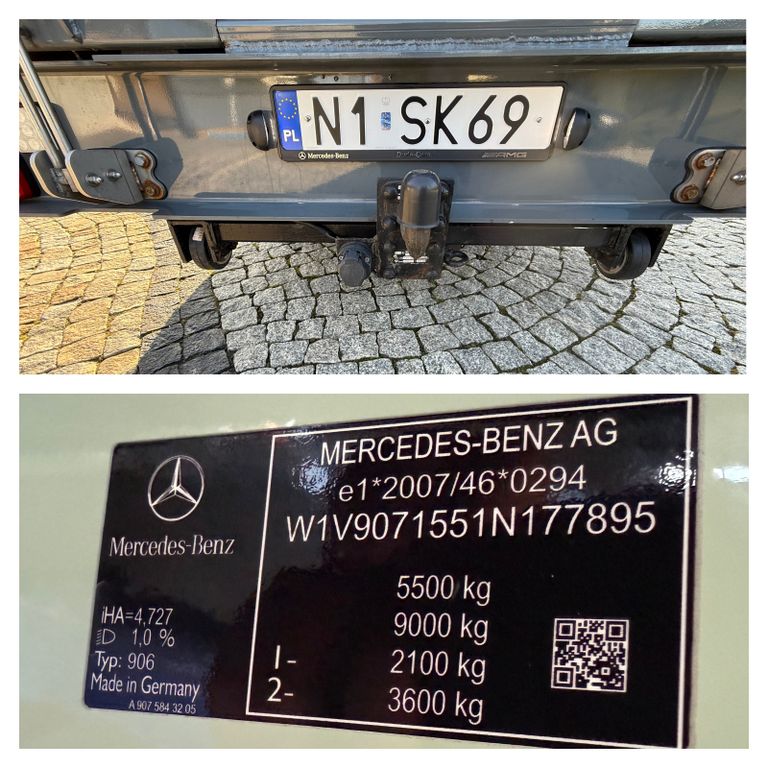 PL N1 SK69
Mercedes-Benz AMG
MERCEDES-BENZ AG
e1*2007/46*0294
W1V9071551N177895
5500 kg
9000 kg
1- 2100 kg
2- 3600 kg
Mercedes-Benz
iHA=4,727
D 1,0 %
Typ: 906
Made in Germany
A 907 584 32 05